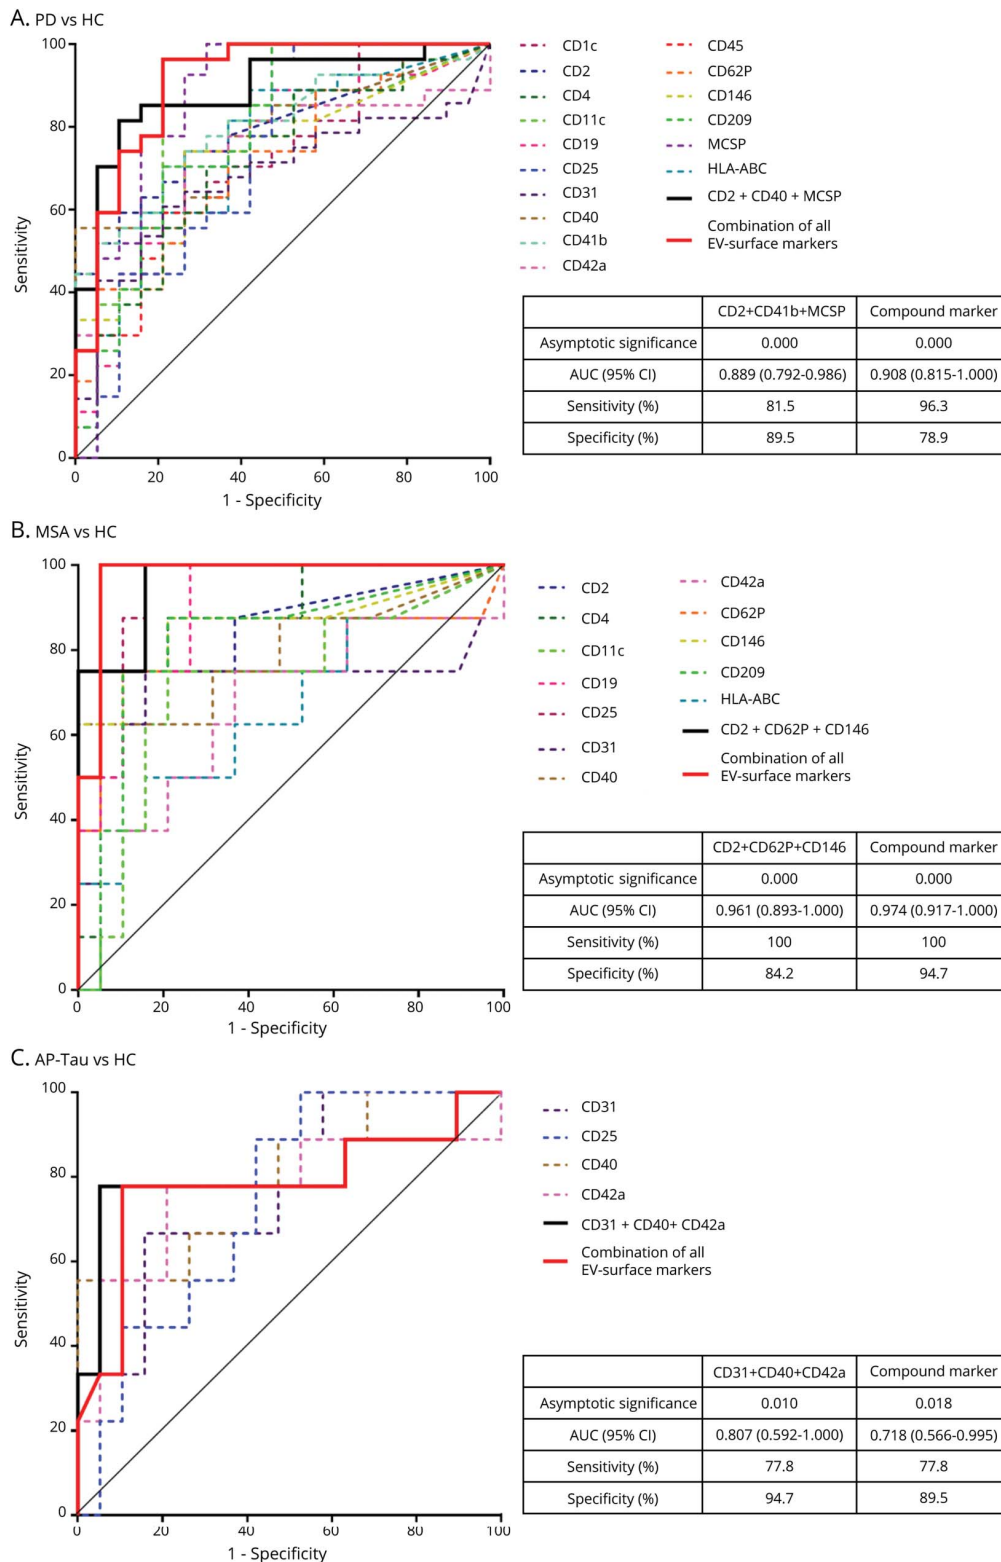 A. PD vs HC
100
80
60
40
20
0
Sensitivity
0 20 40 60 80 100
1 - Specificity
CD1c
CD2
CD4
CD11c
CD19
CD25
CD31
CD40
CD41b
CD42a
CD45
CD62P
CD146
CD209
MCSP
HLA-ABC
CD2 + CD40 + MCSP
Combination of all
EV-surface markers
CD2+CD41b+MCSP Compound marker
Asymptotic significance 0.000 0.000
AUC (95% CI) 0.889 (0.792-0.986) 0.908 (0.815-1.000)
Sensitivity (%) 81.5 96.3
Specificity (%) 89.5 78.9
B. MSA vs HC
100
80
60
40
20
0
Sensitivity
0 20 40 60 80 100
1 - Specificity
CD2
CD4
CD11c
CD19
CD25
CD31
CD40
CD42a
CD62P
CD146
CD209
HLA-ABC
CD2 + CD62P + CD146
Combination of all
EV-surface markers
CD2+CD62P+CD146 Compound marker
Asymptotic significance 0.000 0.000
AUC (95% CI) 0.961 (0.893-1.000) 0.974 (0.917-1.000)
Sensitivity (%) 100 100
Specificity (%) 84.2 94.7
C. AP-Tau vs HC
100
80
60
40
20
0
Sensitivity
0 20 40 60 80 100
1 - Specificity
CD31
CD25
CD40
CD42a
CD31 + CD40+ CD42a
Combination of all
EV-surface markers
CD31+CD40+CD42a Compound marker
Asymptotic significance 0.010 0.018
AUC (95% CI) 0.807 (0.592-1.000) 0.718 (0.566-0.995)
Sensitivity (%) 77.8 77.8
Specificity (%) 94.7 89.5